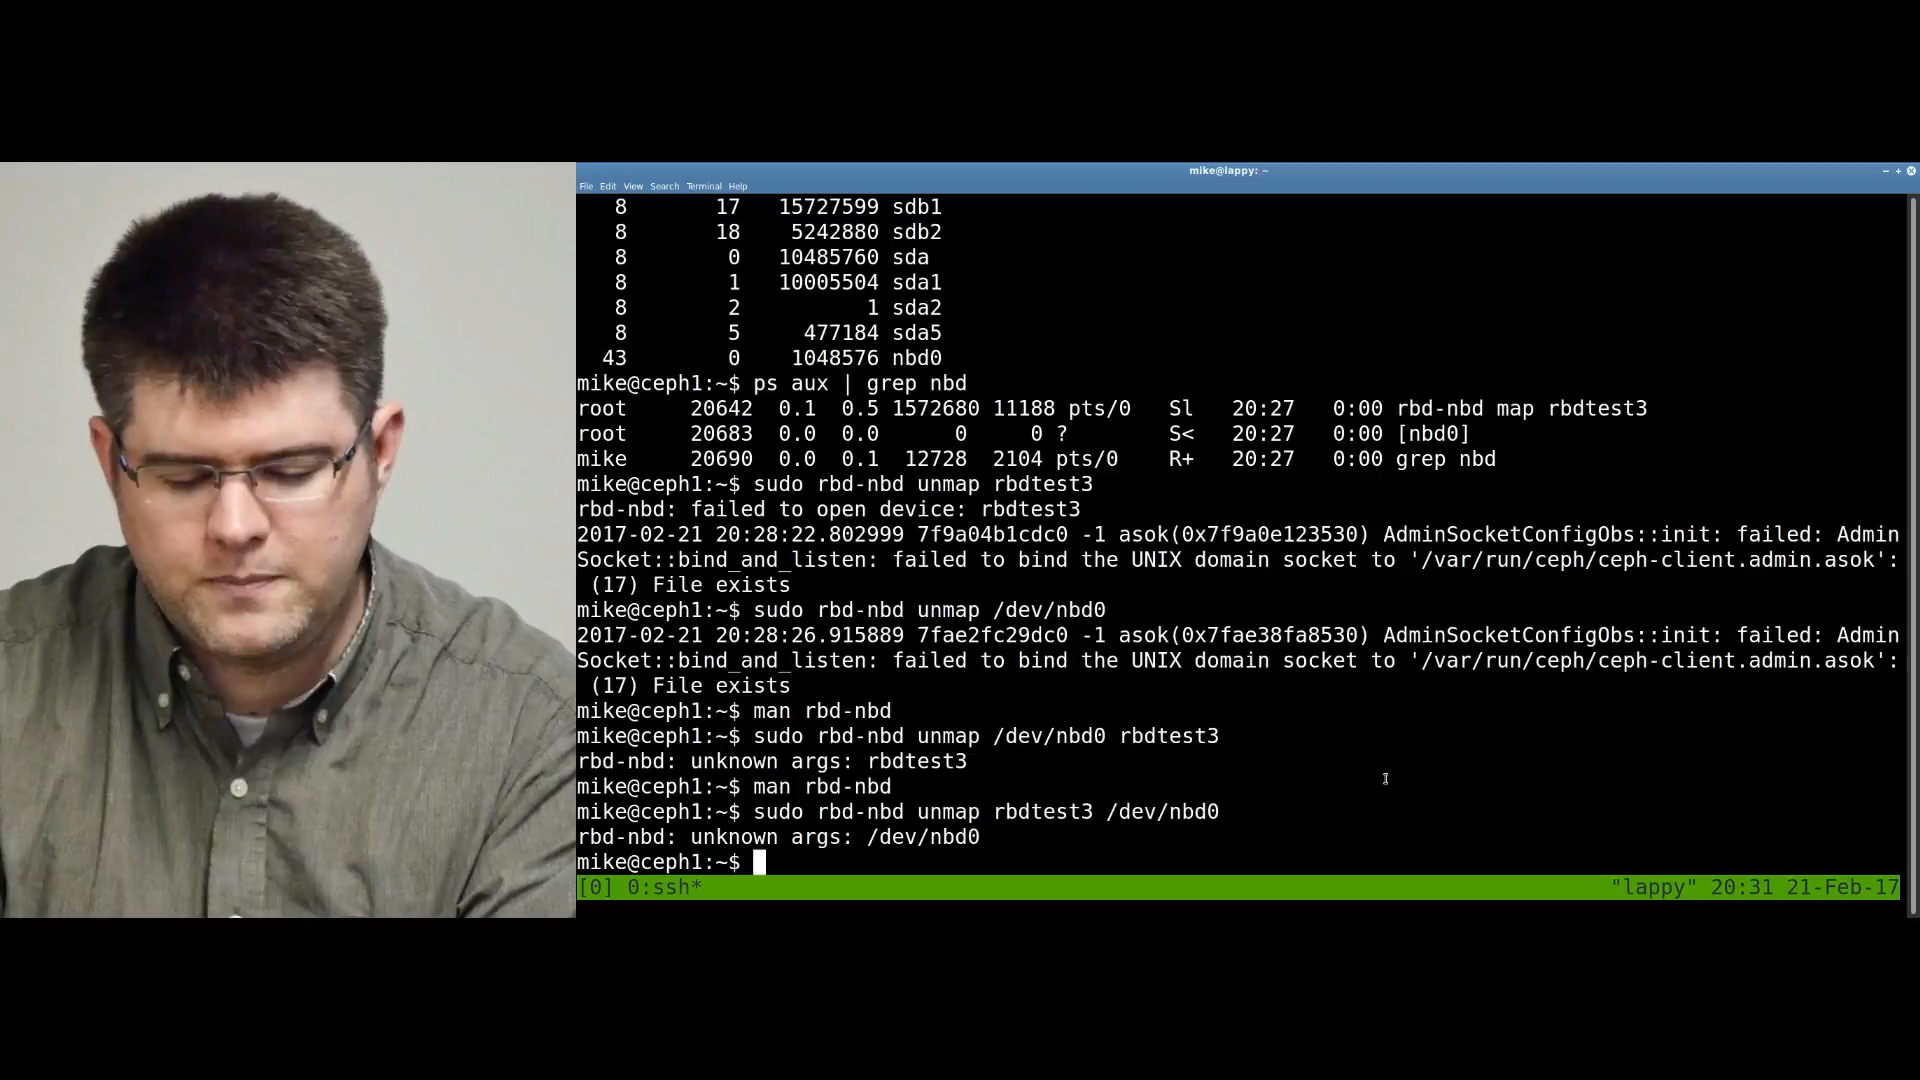 mike@lappy: ~
File Edit View Search Terminal Help
8 17 15727599 sdb1
8 18 5242880 sdb2
8 0 10485760 sda
8 1 10005504 sda1
8 2 1 sda2
8 5 477184 sda5
43 0 1048576 nbd0
mike@ceph1:~$ ps aux | grep nbd
root 20642 0.1 0.5 1572680 11188 pts/0 Sl 20:27 0:00 rbd-nbd map rbdtest3
root 20683 0.0 0.0 0 0 ? S< 20:27 0:00 [nbd0]
mike 20690 0.0 0.1 12728 2104 pts/0 R+ 20:27 0:00 grep nbd
mike@ceph1:~$ sudo rbd-nbd unmap rbdtest3
rbd-nbd: failed to open device: rbdtest3
2017-02-21 20:28:22.802999 7f9a04b1cdc0 -1 asok(0x7f9a0e123530) AdminSocketConfigObs::init: failed: Admin
Socket::bind_and_listen: failed to bind the UNIX domain socket to '/var/run/ceph/ceph-client.admin.asok':
(17) File exists
mike@ceph1:~$ sudo rbd-nbd unmap /dev/nbd0
2017-02-21 20:28:26.915889 7fae2fc29dc0 -1 asok(0x7fae38fa8530) AdminSocketConfigObs::init: failed: Admin
Socket::bind_and_listen: failed to bind the UNIX domain socket to '/var/run/ceph/ceph-client.admin.asok':
(17) File exists
mike@ceph1:~$ man rbd-nbd
mike@ceph1:~$ sudo rbd-nbd unmap /dev/nbd0 rbdtest3
rbd-nbd: unknown args: rbdtest3
mike@ceph1:~$ man rbd-nbd
mike@ceph1:~$ sudo rbd-nbd unmap rbdtest3 /dev/nbd0
rbd-nbd: unknown args: /dev/nbd0
mike@ceph1:~$
[0] 0:ssh* "lappy" 20:31 21-Feb-17